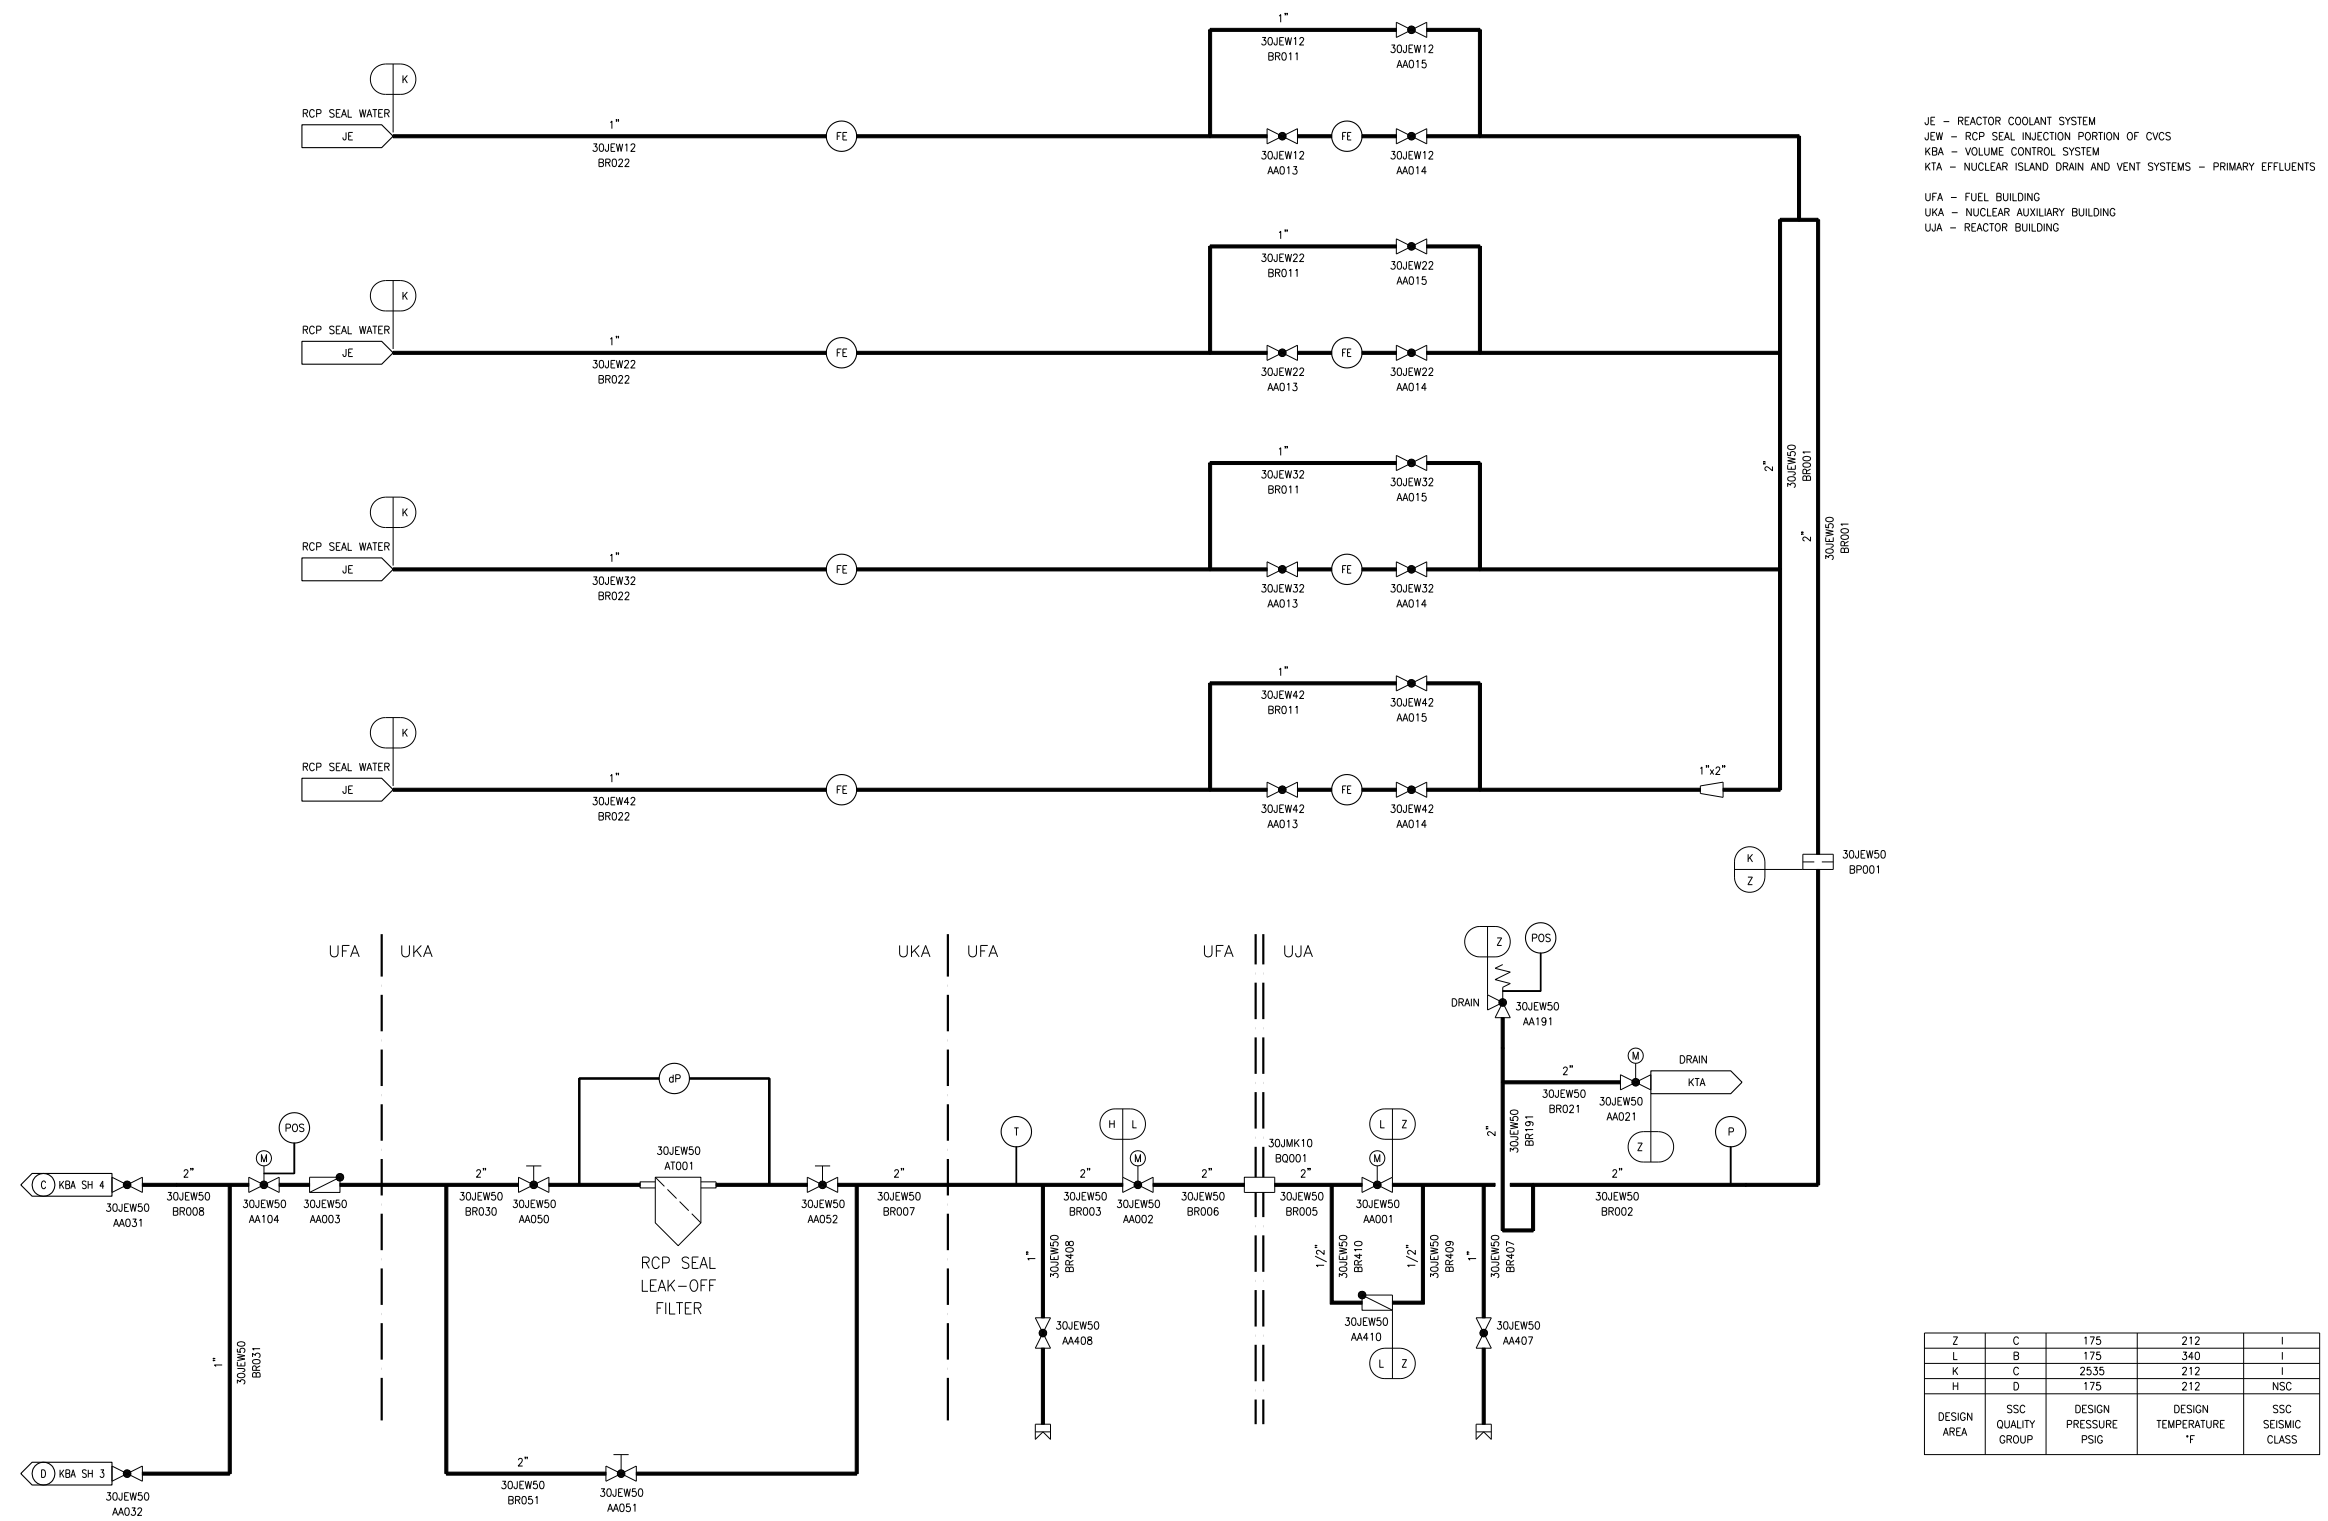 1"
30JEW12
BR011
30JEW12
AA015
K
RCP SEAL WATER
JE
1"
30JEW12
BR022
FE
30JEW12
AA013
FE
30JEW12
AA014
JE – REACTOR COOLANT SYSTEM
JEW – RCP SEAL INJECTION PORTION OF CVCS
KBA – VOLUME CONTROL SYSTEM
KTA – NUCLEAR ISLAND DRAIN AND VENT SYSTEMS – PRIMARY EFFLUENTS
UFA – FUEL BUILDING
UKA – NUCLEAR AUXILIARY BUILDING
UJA – REACTOR BUILDING
1"
30JEW22
BR011
30JEW22
AA015
K
RCP SEAL WATER
JE
1"
30JEW22
BR022
FE
30JEW22
AA013
FE
30JEW22
AA014
1"
30JEW32
BR011
30JEW32
AA015
K
RCP SEAL WATER
JE
1"
30JEW32
BR022
FE
30JEW32
AA013
FE
30JEW32
AA014
2"
30JEW50
BR001
2"
30JEW50
BR001
1"
30JEW42
BR011
30JEW42
AA015
K
RCP SEAL WATER
JE
1"
30JEW42
BR022
FE
30JEW42
AA013
FE
30JEW42
AA014
1"x2"
K
Z
30JEW50
BP001
UFA
UKA
UKA
UFA
UFA
UJA
Z
POS
DRAIN
30JEW50
AA191
M
DRAIN
KTA
2"
30JEW50
BR021
30JEW50
AA021
Z
2"
30JEW50
BR191
P
C
KBA SH 4
30JEW50
AA031
2"
30JEW50
BR008
M
POS
30JEW50
AA104
30JEW50
AA003
2"
30JEW50
BR030
30JEW50
AA050
dP
30JEW50
AT001
RCP SEAL
LEAK–OFF
FILTER
30JEW50
AA052
2"
30JEW50
BR007
T
2"
30JEW50
BR003
H
L
M
30JEW50
AA002
2"
30JEW50
BR006
30JMK10
BQ001
2"
30JEW50
BR005
L
Z
M
30JEW50
AA001
2"
30JEW50
BR002
1"
30JEW50
BR408
30JEW50
AA408
1/2"
30JEW50
BR410
1/2"
30JEW50
BR409
30JEW50
AA410
L
Z
1"
30JEW50
BR407
30JEW50
AA407
1"
30JEW50
BR031
D
KBA SH 3
30JEW50
AA032
2"
30JEW50
BR051
30JEW50
AA051
Z C 175 212 I
L B 175 340 I
K C 2535 212 I
H D 175 212 NSC
DESIGN
AREA
SSC
QUALITY
GROUP
DESIGN
PRESSURE
PSIG
DESIGN
TEMPERATURE
°F
SSC
SEISMIC
CLASS